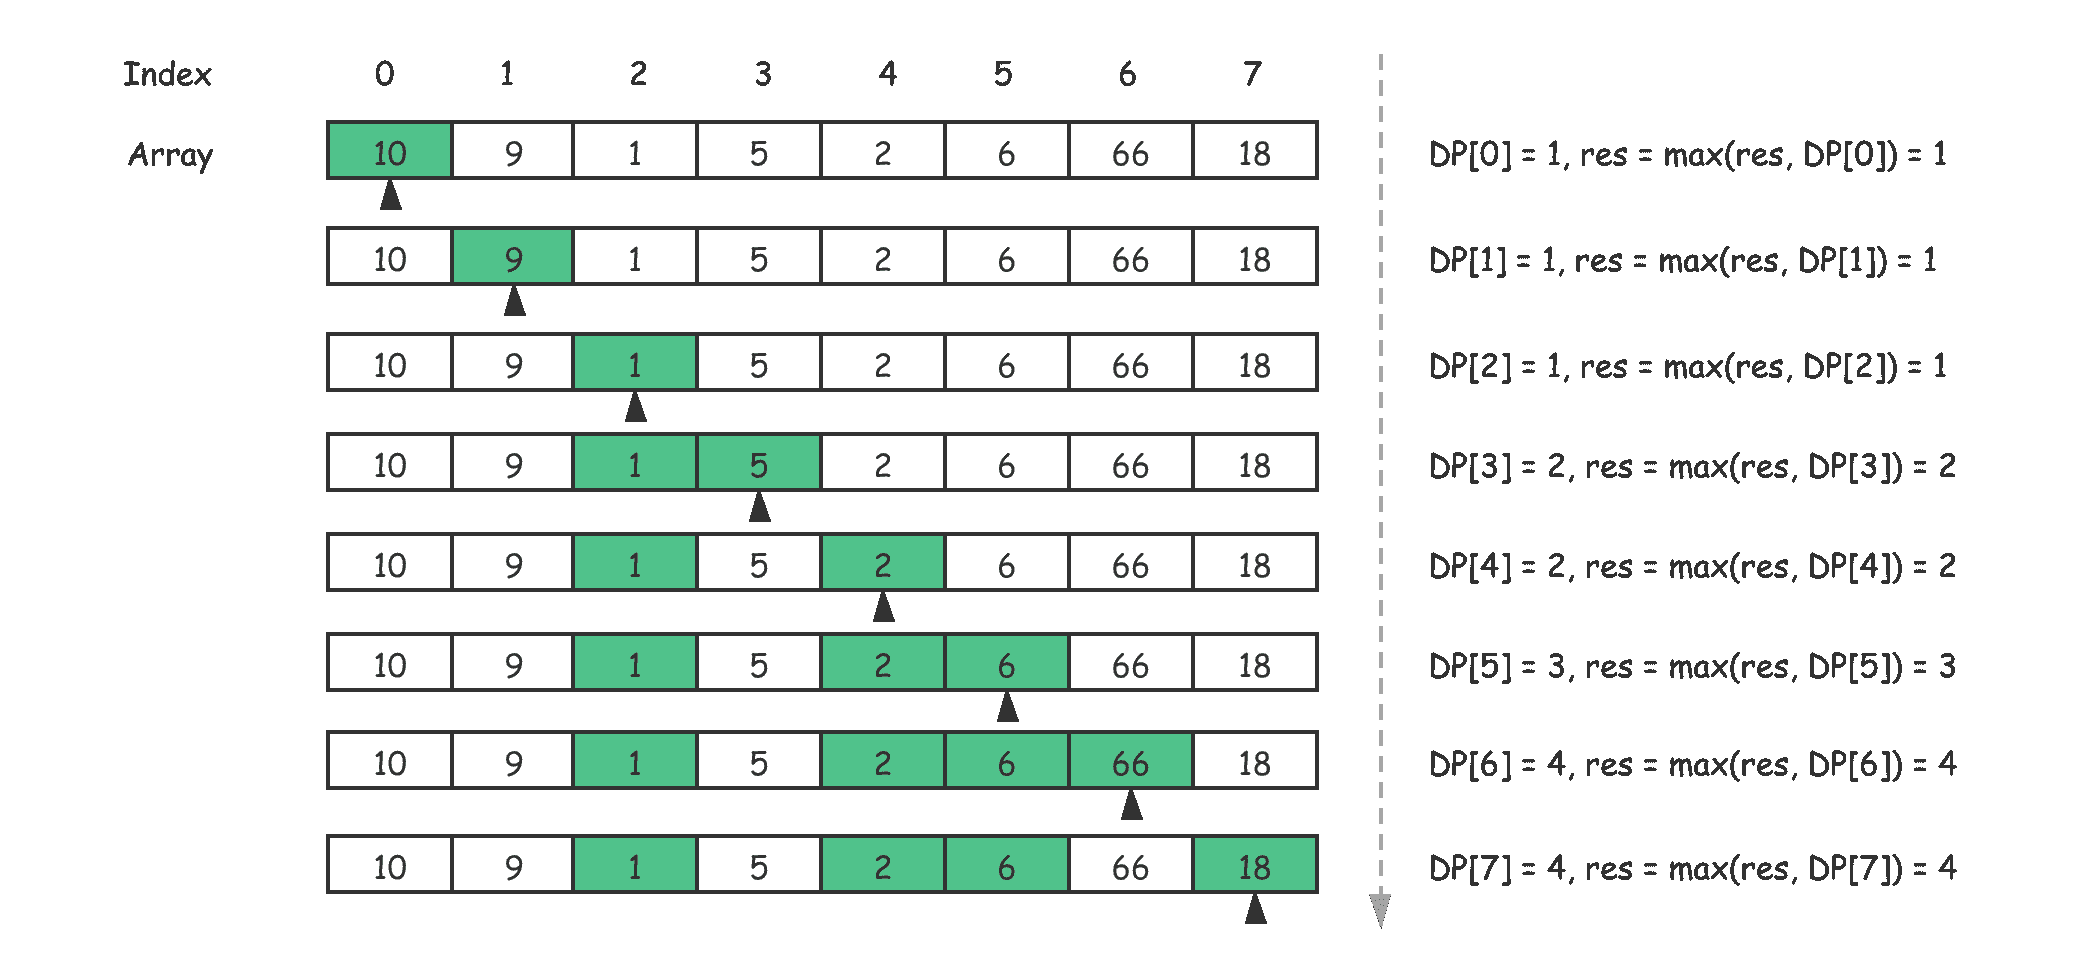 Index 0 1 2 3 4 5 6 7
Array 10 9 1 5 2 6 66 18 DP[0] = 1, res = max(res, DP[0]) = 1
10 9 1 5 2 6 66 18 DP[1] = 1, res = max(res, DP[1]) = 1
10 9 1 5 2 6 66 18 DP[2] = 1, res = max(res, DP[2]) = 1
10 9 1 5 2 6 66 18 DP[3] = 2, res = max(res, DP[3]) = 2
10 9 1 5 2 6 66 18 DP[4] = 2, res = max(res, DP[4]) = 2
10 9 1 5 2 6 66 18 DP[5] = 3, res = max(res, DP[5]) = 3
10 9 1 5 2 6 66 18 DP[6] = 4, res = max(res, DP[6]) = 4
10 9 1 5 2 6 66 18 DP[7] = 4, res = max(res, DP[7]) = 4